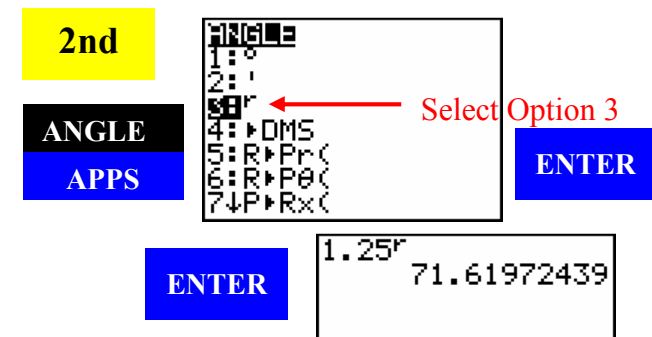 2nd
ANGLE
APPS
ANGLE
1:°
2:'
3:r
4:▸DMS
5:R▸Pr(
6:R▸Pθ(
7↓P▸Rx(
Select Option 3
ENTER
ENTER
1.25r
71.61972439